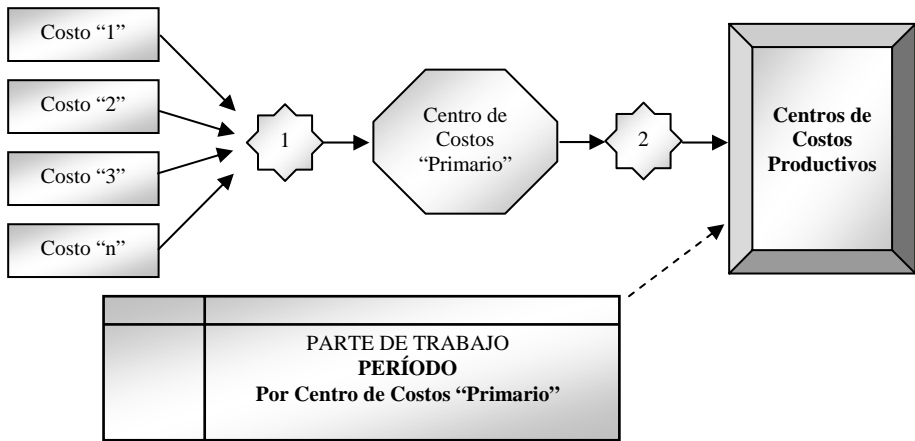 Costo “1”
Costo “2”
Costo “3”
Costo “n”
1
Centro de
Costos
“Primario”
2
Centros de
Costos
Productivos
PARTE DE TRABAJO
PERÍODO
Por Centro de Costos “Primario”